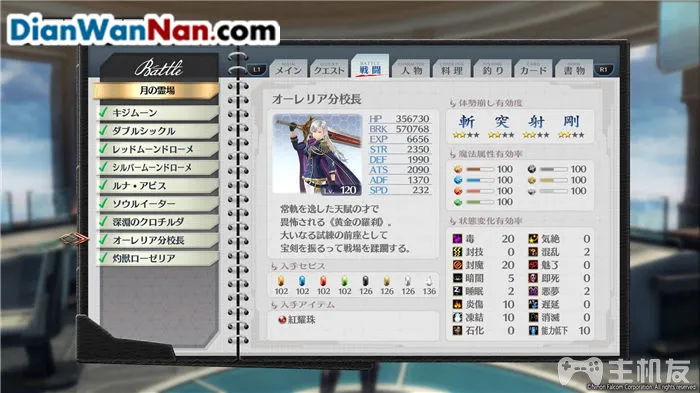 DianWanNan.com
Battle
月の霊場
キジムーン
ダブルシックル
レッドムーンドローメ
シルバームーンドローメ
ルナ・アビス
ソウルイーター
深淵のクロチルダ
オーレリア分校長
灼獣ローゼリア
L1
メイン
クエスト
BATTLE
戦闘
人物
料理
釣り
カード
書物
R1
オーレリア分校長
Lv. 120
HP 356730
BRK 570768
EXP 6656
STR 2350
DEF 1990
ATS 2090
ADF 1370
SPD 232
常軌を逸した天賦の才で
畏怖される《黄金の羅刹》。
大いなる試練の前座として
宝剣を振るって戦場を蹂躙する。
入手セピス
102 102 102 102 126 126 126 136
入手アイテム
紅耀珠
体勢崩し有効度
斬 突 射 剛
魔法属性有効率
100 100
100 100
100 100
100
状態変化有効率
毒 20 気絶 0
封技 0 混乱 2
封魔 20 魅了 0
暗闇 5 即死 0
睡眠 2 悪夢 2
炎傷 10 遅延 0
凍結 10 消滅 0
石化 0 能力低下 10
主机友
©Nihon Falcom Corporation. All rights reserved.